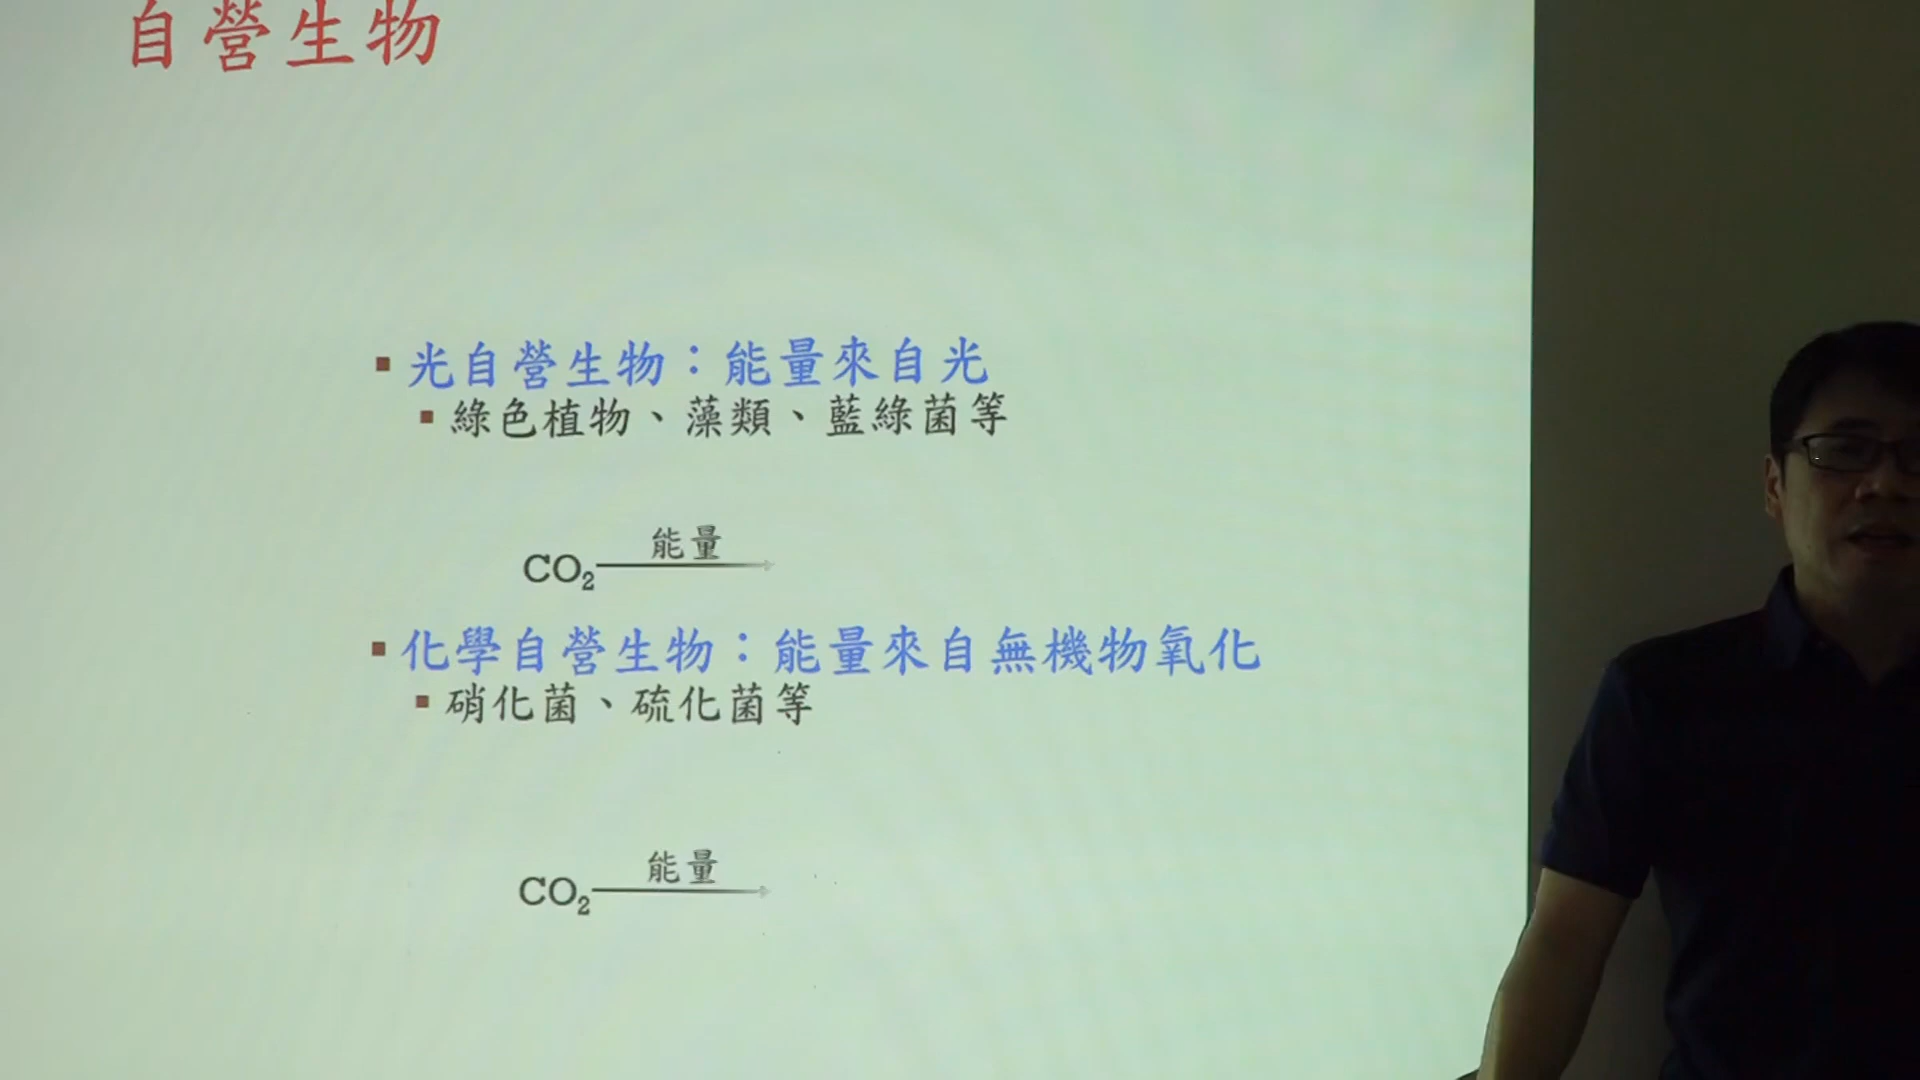 自營生物
▪ 光自營生物：能量來自光
▪ 綠色植物、藻類、藍綠菌等
能量
CO₂
▪ 化學自營生物：能量來自無機物氧化
▪ 硝化菌、硫化菌等
能量
CO₂